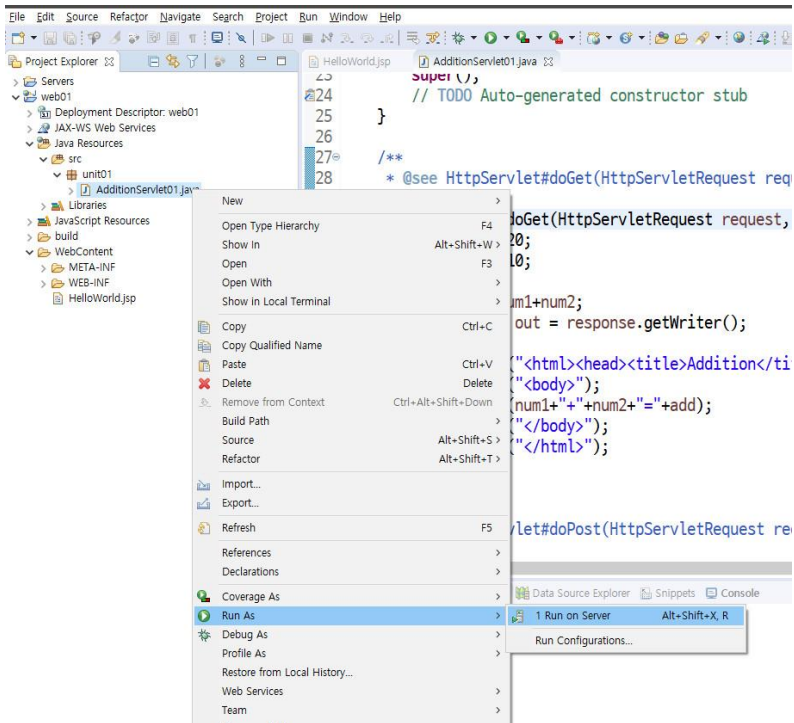 File Edit Source Refactor Navigate Search Project Run Window Help
Project Explorer
HelloWorld.jsp
AdditionServlet01.java
Servers
web01
Deployment Descriptor: web01
JAX-WS Web Services
Java Resources
src
unit01
AdditionServlet01.java
Libraries
JavaScript Resources
build
WebContent
META-INF
WEB-INF
HelloWorld.jsp
23 super();
24 // TODO Auto-generated constructor stub
25 }
26
27 /**
28 * @see HttpServlet#doGet(HttpServletRequest requ
doGet(HttpServletRequest request,
20;
10;
um1+num2;
out = response.getWriter();
("<html><head><title>Addition</ti
("<body>");
(num1+"+"+num2+"="+add);
("</body>");
("</html>");
vlet#doPost(HttpServletRequest re
New
Open Type Hierarchy F4
Show In Alt+Shift+W
Open F3
Open With
Show in Local Terminal
Copy Ctrl+C
Copy Qualified Name
Paste Ctrl+V
Delete Delete
Remove from Context Ctrl+Alt+Shift+Down
Build Path
Source Alt+Shift+S
Refactor Alt+Shift+T
Import...
Export...
Refresh F5
References
Declarations
Coverage As
Run As
Debug As
Profile As
Restore from Local History...
Web Services
Team
Data Source Explorer Snippets Console
1 Run on Server Alt+Shift+X, R
Run Configurations...